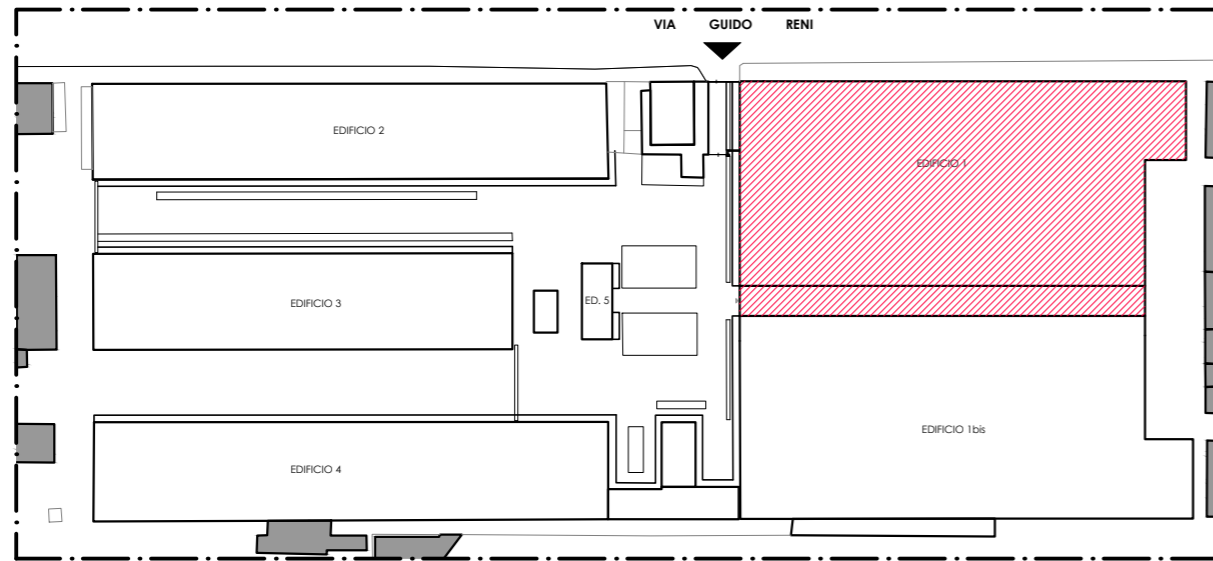 VIA GUIDO RENI
EDIFICIO 2
EDIFICIO 1
EDIFICIO 3
ED. 5
EDIFICIO 1bis
EDIFICIO 4